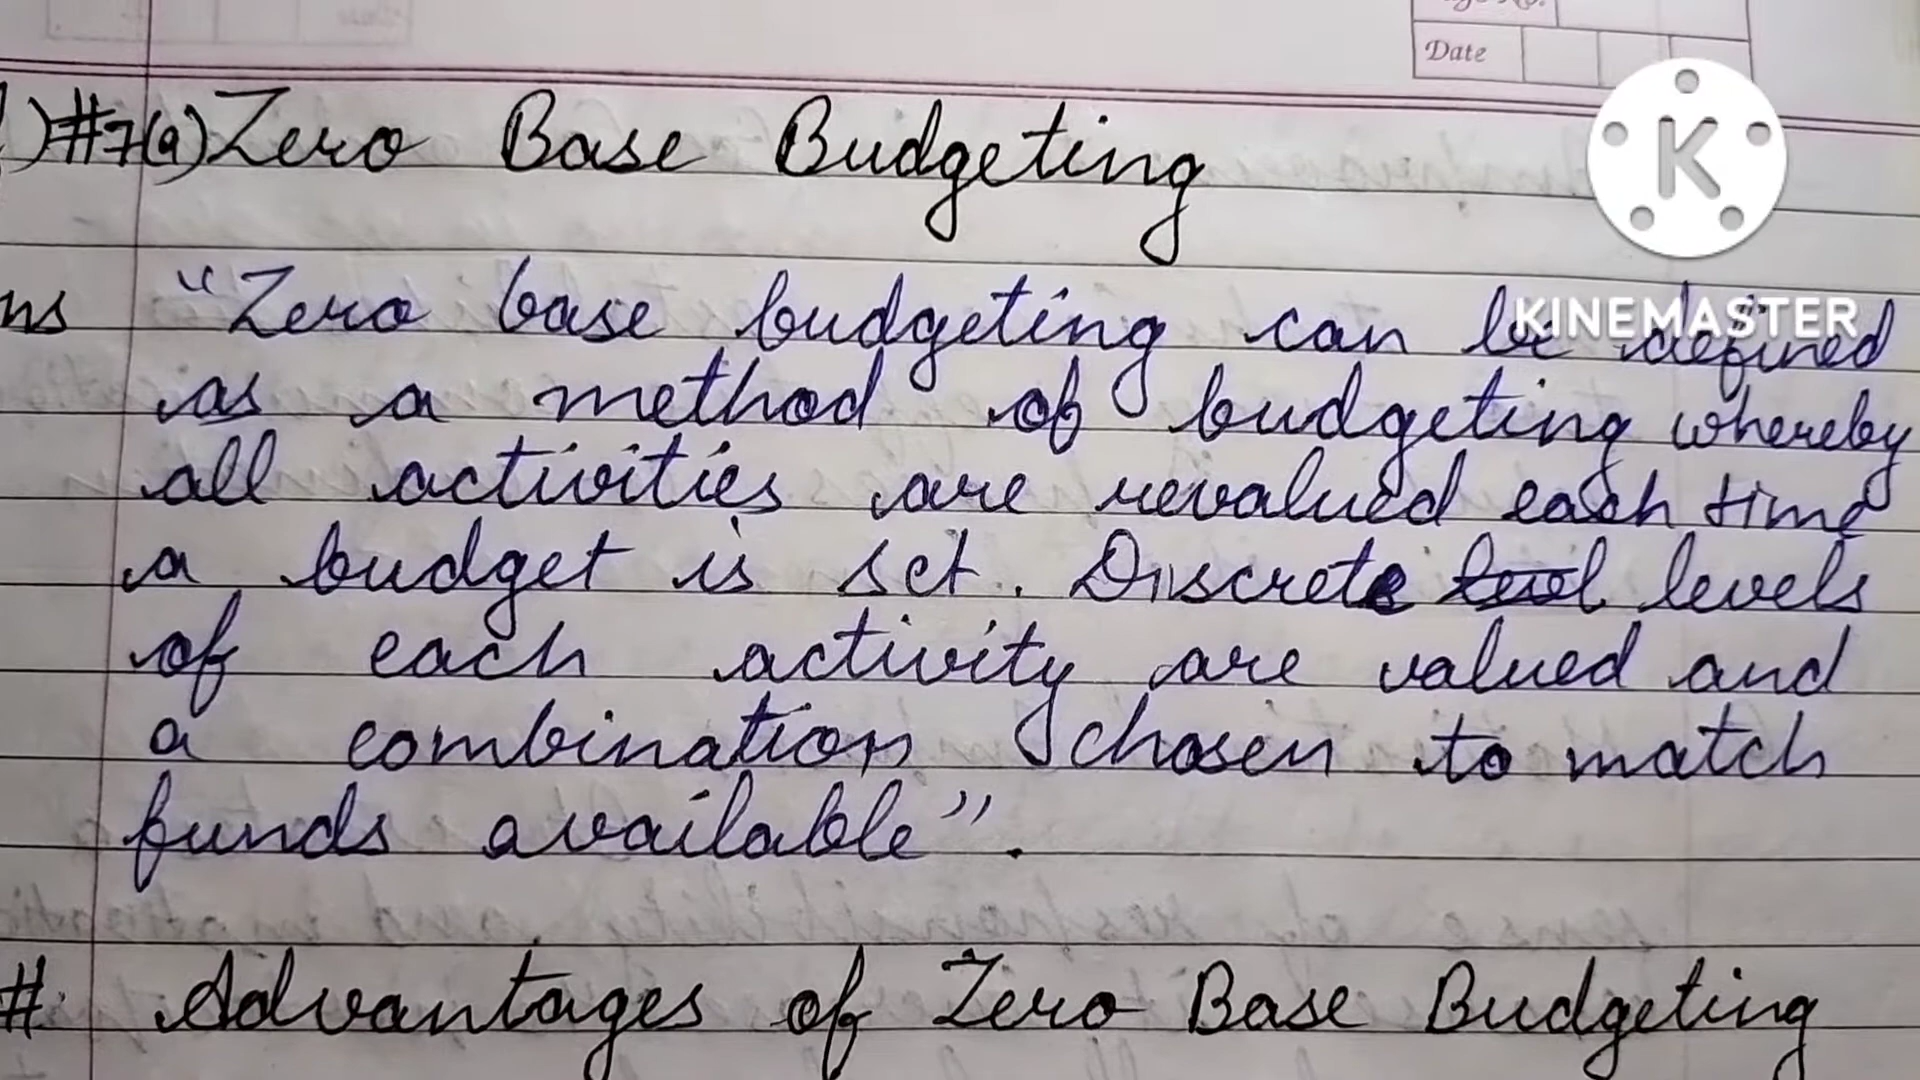 Date
)#7(a) Zero Base Budgeting
K
KINEMASTER
ns "Zero base budgeting can be defined
as a method of budgeting whereby
all activities are revalued each time
a budget is set. Discrete levels
of each activity are valued and
a combination chosen to match
funds available".
# Advantages of Zero Base Budgeting